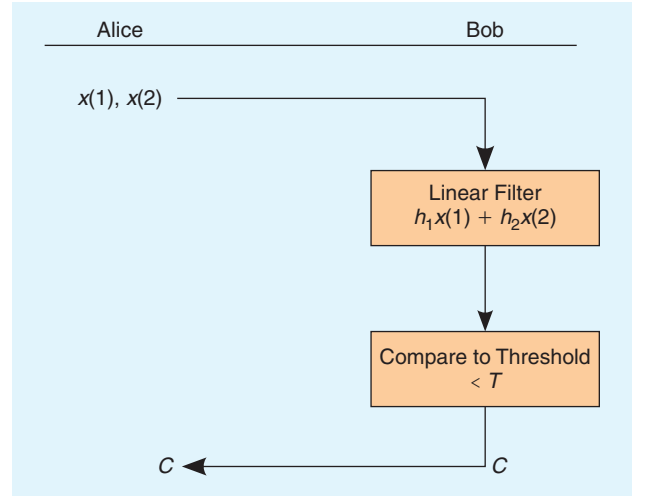 Alice Bob
x(1), x(2)
Linear Filter
h₁x(1) + h₂x(2)
Compare to Threshold
< T
C C